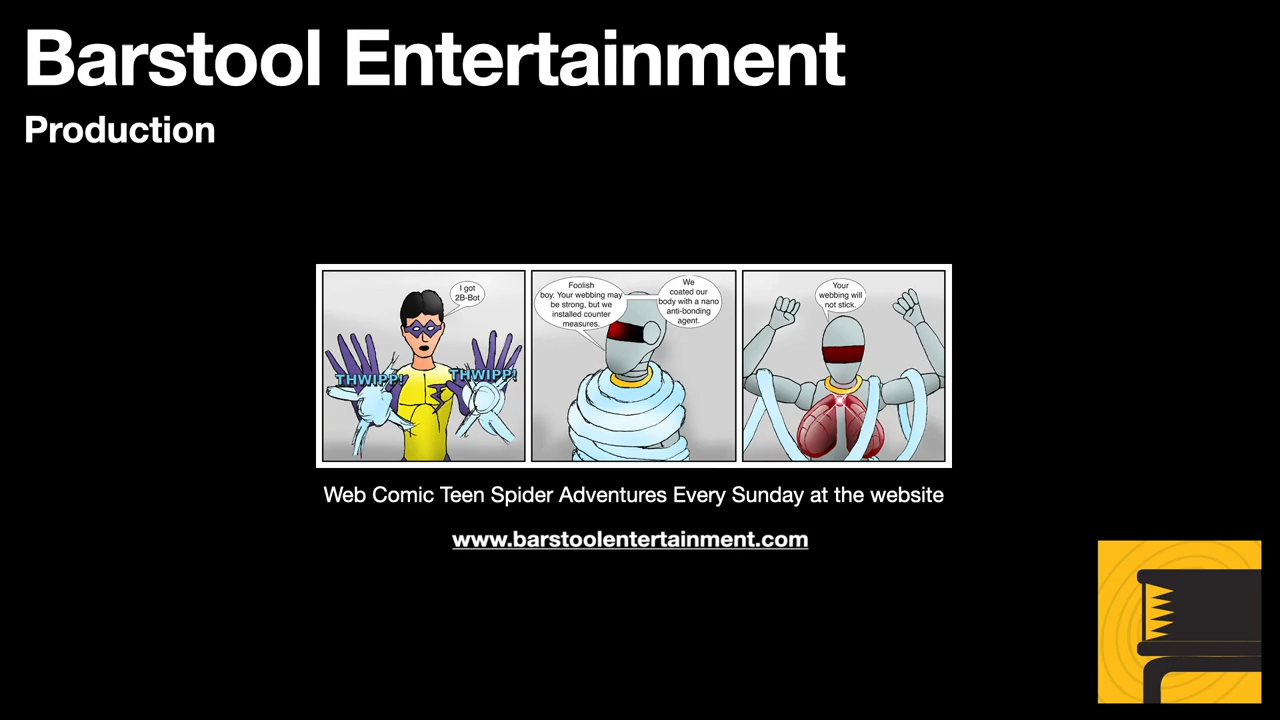 Barstool Entertainment
Production
I got
2B-Bot
THWIPP!
THWIPP!
Foolish
boy. Your webbing may
be strong, but we
installed counter
measures.
We
coated our
body with a nano
anti-bonding
agent.
Your
webbing will
not stick.
Web Comic Teen Spider Adventures Every Sunday at the website
www.barstoolentertainment.com